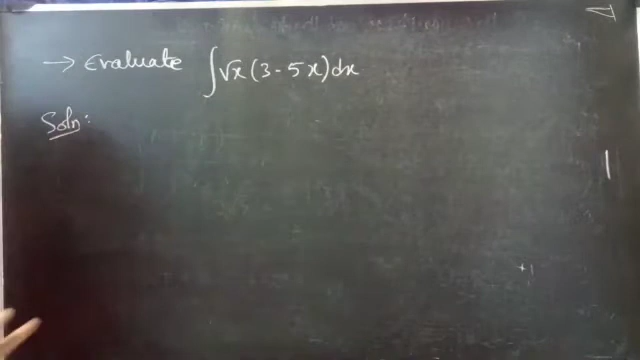 → Evaluate ∫√x (3 - 5x) dx
Soln: